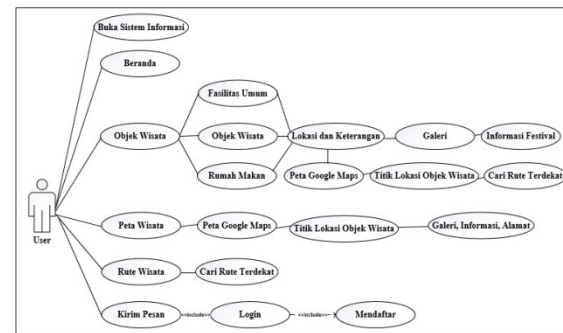 Buka Sistem Informasi
Beranda
Fasilitas Umum
Objek Wisata
Objek Wisata
Lokasi dan Keterangan
Galeri
Informasi Festival
Rumah Makan
Peta Google Maps
Titik Lokasi Objek Wisata
Cari Rute Terdekat
User
Peta Wisata
Peta Google Maps
Titik Lokasi Objek Wisata
Galeri, Informasi, Alamat
Rute Wisata
Cari Rute Terdekat
Kirim Pesan
<<include>>
Login
<<include>>
Mendaftar